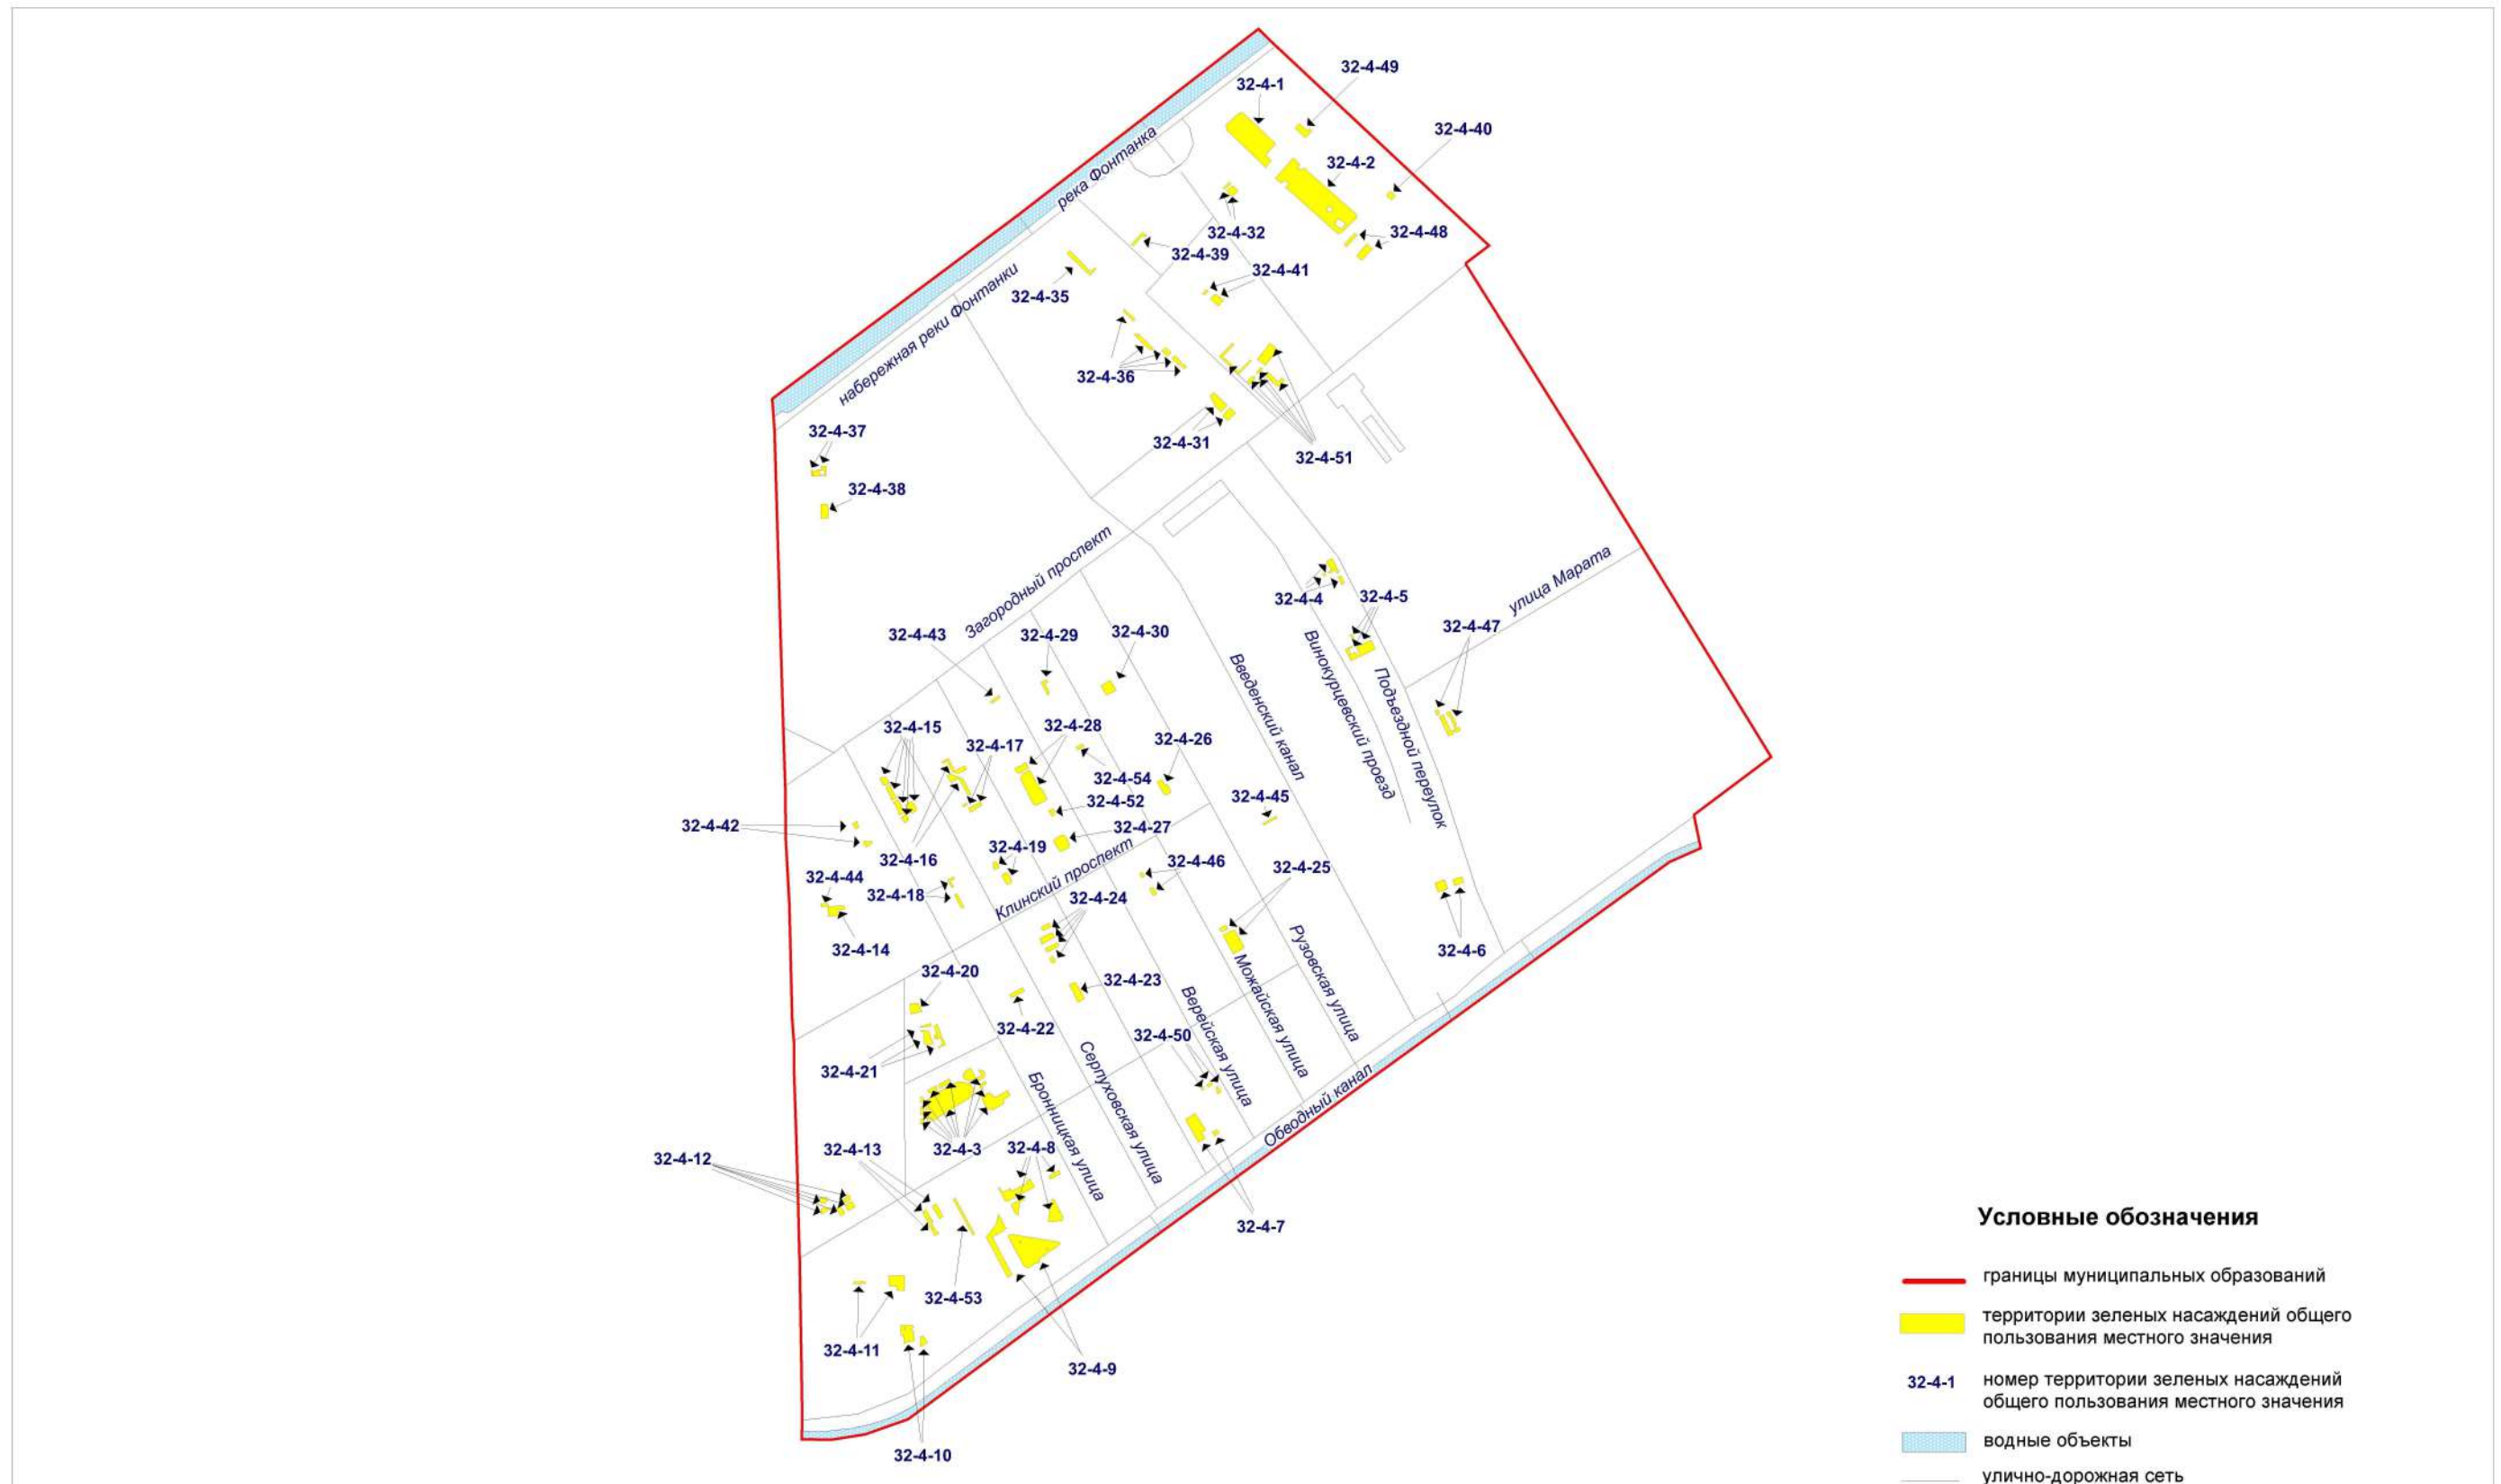 32-4-49
32-4-1
32-4-40
река Фонтанка
32-4-2
32-4-32
32-4-48
32-4-39
32-4-41
32-4-35
набережная реки Фонтанки
32-4-36
32-4-37
32-4-31
32-4-51
32-4-38
Загородный проспект
улица Марата
32-4-4
32-4-5
32-4-47
32-4-43
32-4-29
32-4-30
Введенский канал
Винокурцевский проезд
Подъездной переулок
32-4-15
32-4-28
32-4-17
32-4-26
32-4-54
32-4-52
32-4-45
32-4-42
32-4-27
32-4-16
32-4-19
32-4-46
32-4-25
32-4-44
32-4-18
Клинский проспект
32-4-24
32-4-14
32-4-6
32-4-20
32-4-23
Рузовская улица
Можайская улица
Верейская улица
32-4-22
32-4-50
32-4-21
Серпуховская улица
Бронницкая улица
Обводный канал
32-4-12
32-4-13
32-4-3
32-4-8
32-4-7
32-4-53
32-4-11
32-4-9
32-4-10
Условные обозначения
границы муниципальных образований
территории зеленых насаждений общего
пользования местного значения
32-4-1 номер территории зеленых насаждений
общего пользования местного значения
водные объекты
улично-дорожная сеть